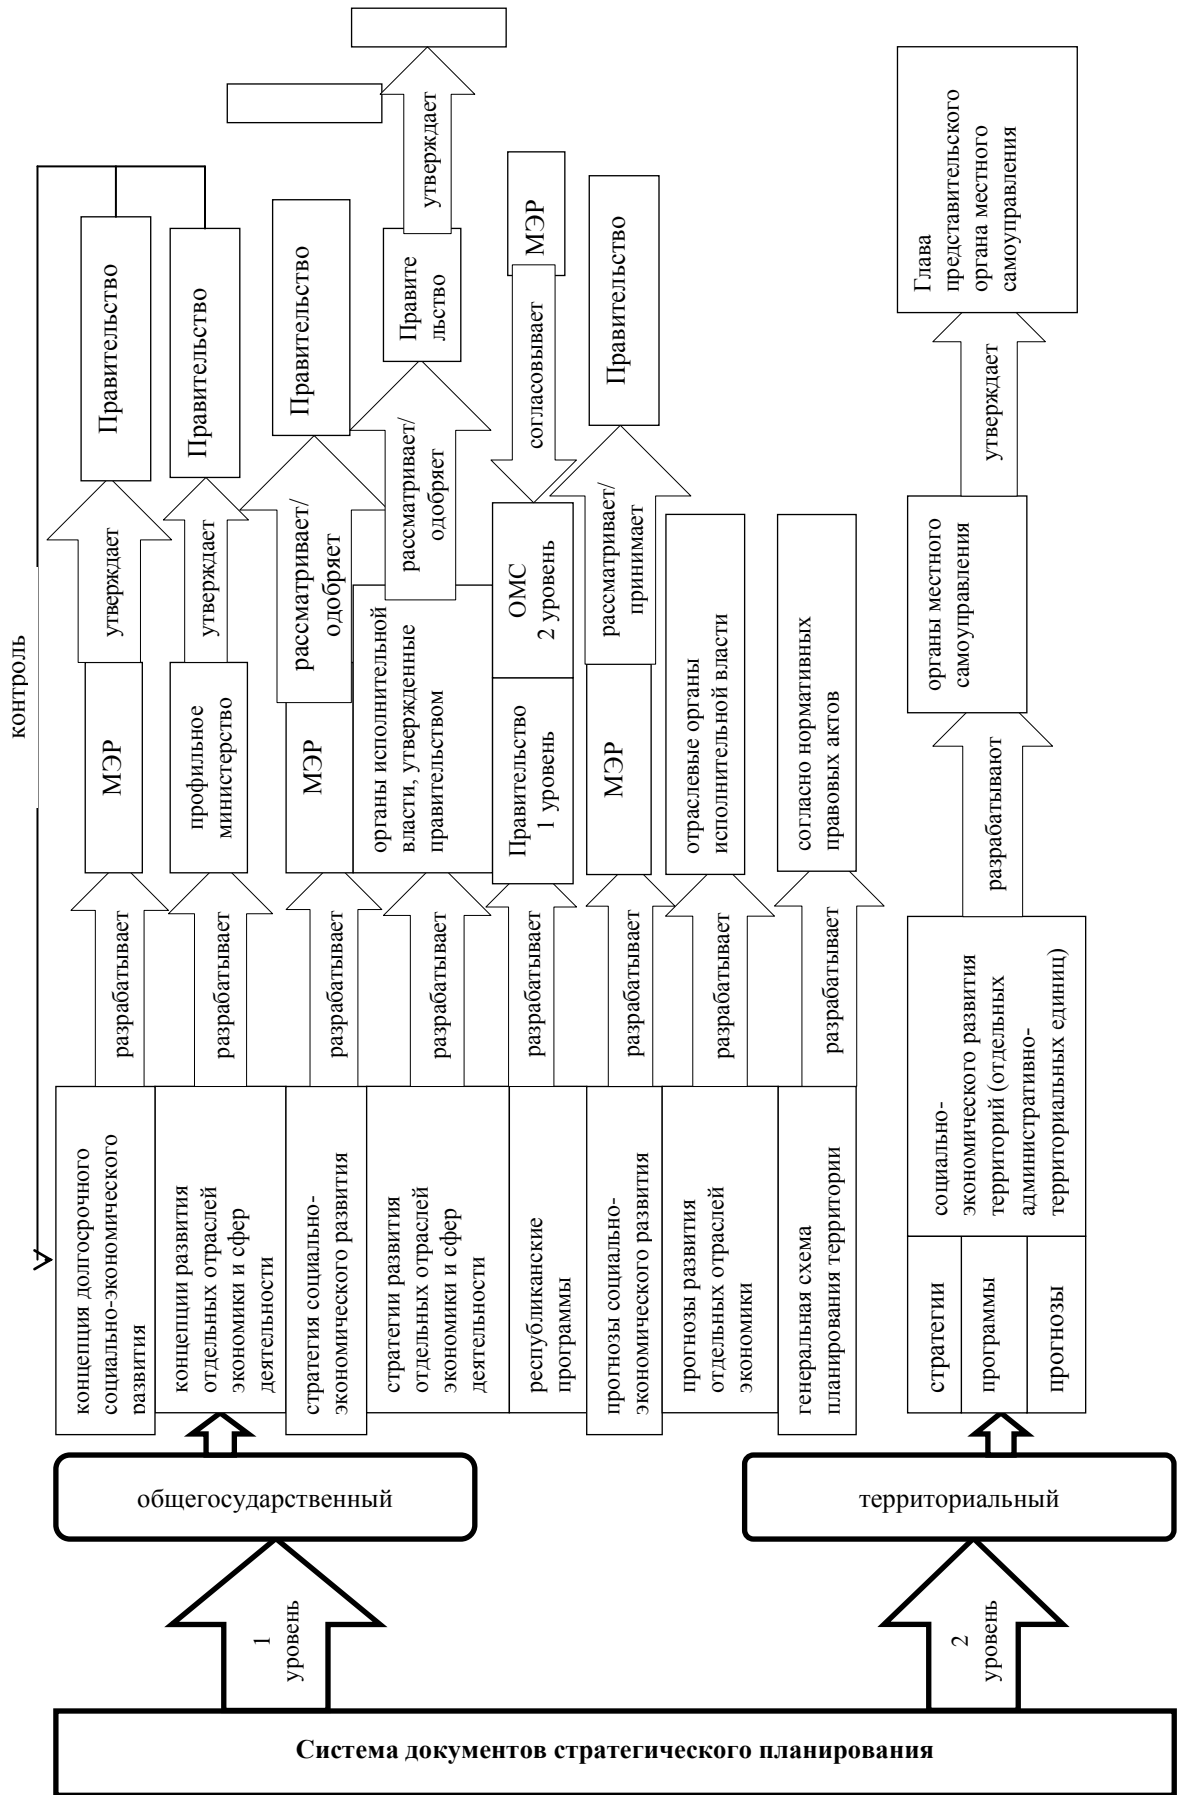 контроль
Система документов стратегического планирования
1
уровень
общегосударственный
концепция долгосрочного
социально-экономического
развития
разрабатывает
МЭР
утверждает
Правительство
концепции развития
отдельных отраслей
экономики и сфер
деятельности
разрабатывает
профильное
министерство
утверждает
Правительство
стратегия социально-
экономического развития
разрабатывает
МЭР
рассматривает/
одобряет
Правительство
стратегии развития
отдельных отраслей
экономики и сфер
деятельности
разрабатывает
органы исполнительной
власти, утвержденные
правительством
рассматривает/
одобряет
Правите
льство
утверждает
республиканские
программы
разрабатывает
Правительство
1 уровень
ОМС
2 уровень
согласовывает
МЭР
прогнозы социально-
экономического развития
разрабатывает
МЭР
рассматривает/
принимает
Правительство
прогнозы развития
отдельных отраслей
экономики
разрабатывает
отраслевые органы
исполнительной власти
генеральная схема
планирования территории
разрабатывает
согласно нормативных
правовых актов
2
уровень
территориальный
стратегии
программы
прогнозы
социально-
экономического развития
территорий (отдельных
административно-
территориальных единиц)
разрабатывают
органы местного
самоуправления
утверждает
Глава
представительского
органа местного
самоуправления